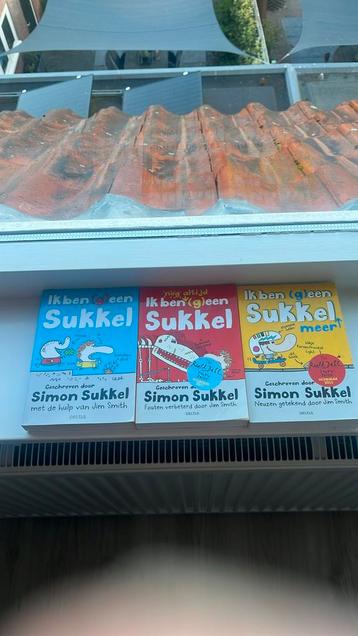 Ik ben (g)een
Sukkel
Geschreven door
Simon Sukkel
met de hulp van Jim Smith
nóg altijd
Ik ben (g)een
Sukkel
Geschreven door
Simon Sukkel
Fouten verbeterd door Jim Smith
Ik ben (g)een
Sukkel
meer
Geschreven door
Simon Sukkel
Neuzen getekend door Jim Smith